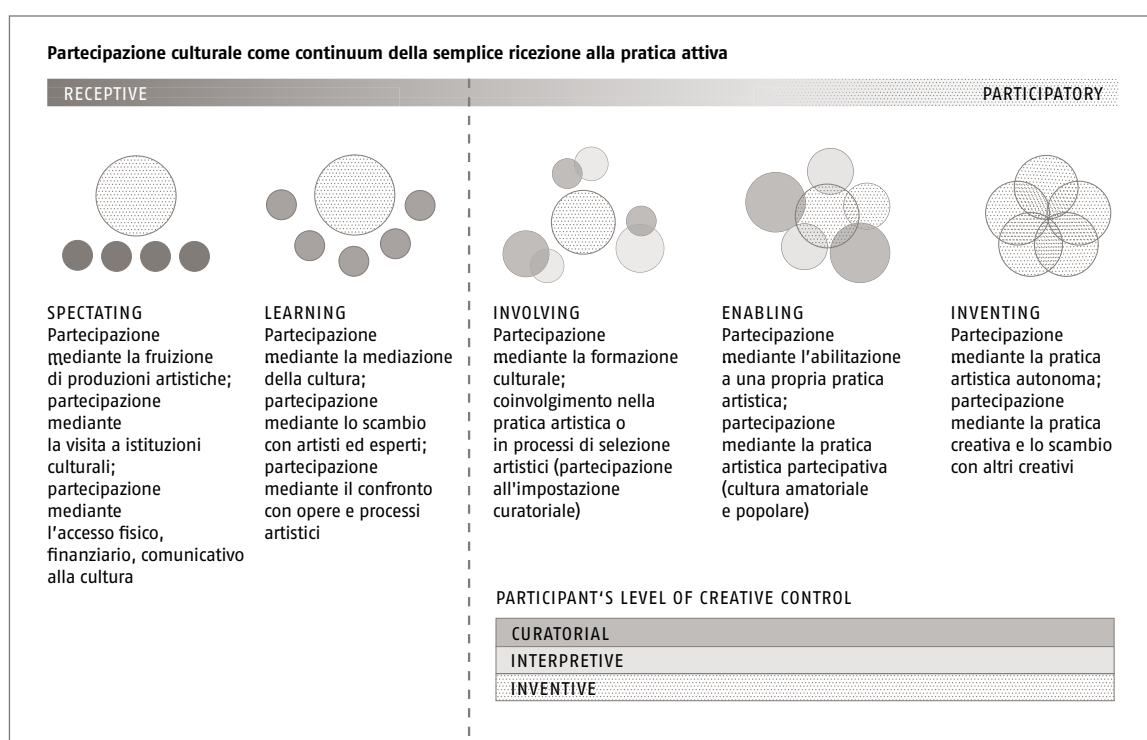 Partecipazione culturale come continuum della semplice ricezione alla pratica attiva
RECEPTIVE
PARTICIPATORY
SPECTATING
Partecipazione
mediante la fruizione
di produzioni artistiche;
partecipazione
mediante
la visita a istituzioni
culturali;
partecipazione
mediante
l'accesso fisico,
finanziario, comunicativo
alla cultura
LEARNING
Partecipazione
mediante la mediazione
della cultura;
partecipazione
mediante lo scambio
con artisti ed esperti;
partecipazione
mediante il confronto
con opere e processi
artistici
INVOLVING
Partecipazione
mediante la formazione
culturale;
coinvolgimento nella
pratica artistica o
in processi di selezione
artistici (partecipazione
all'impostazione
curatoriale)
ENABLING
Partecipazione
mediante l'abilitazione
a una propria pratica
artistica;
partecipazione
mediante la pratica
artistica partecipativa
(cultura amatoriale
e popolare)
INVENTING
Partecipazione
mediante la pratica
artistica autonoma;
partecipazione
mediante la pratica
creativa e lo scambio
con altri creativi
PARTICIPANT'S LEVEL OF CREATIVE CONTROL
CURATORIAL
INTERPRETIVE
INVENTIVE